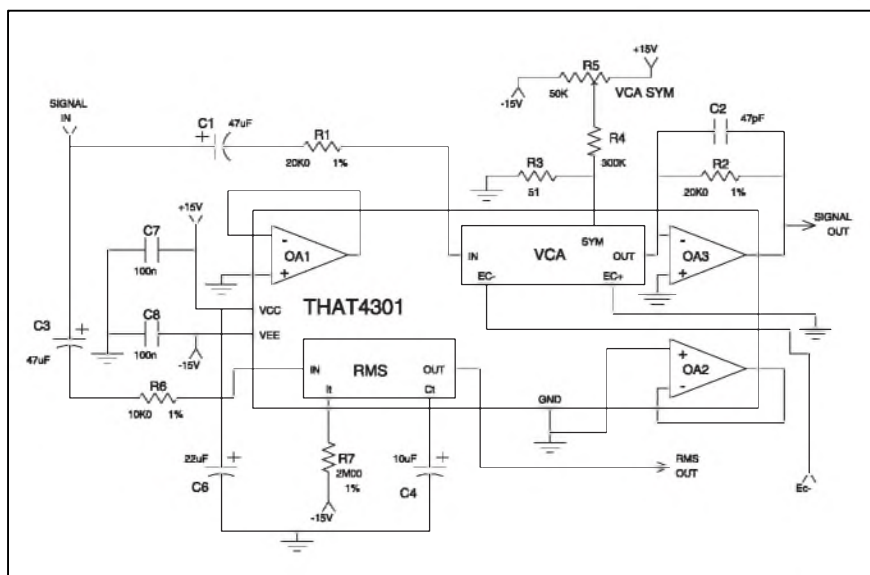 +15V
R5
50K
-15V
VCA SYM
C2
47pF
SIGNAL
IN
C1
+
47uF
R1
20K0
1%
R4
300K
R3
51
R2
20K0
1%
+15V
SIGNAL
OUT
C7
100n
-
OA1
+
IN
SYM
VCA
OUT
EC-
EC+
-
OA3
+
C8
100n
VCC
THAT4301
VEE
-15V
C3
+
47uF
IN
RMS
OUT
It
Ct
+
OA2
-
R6
10K0
1%
GND
22uF
+
C6
R7
2M00
1%
-15V
10uF
+
C4
RMS
OUT
Ec-